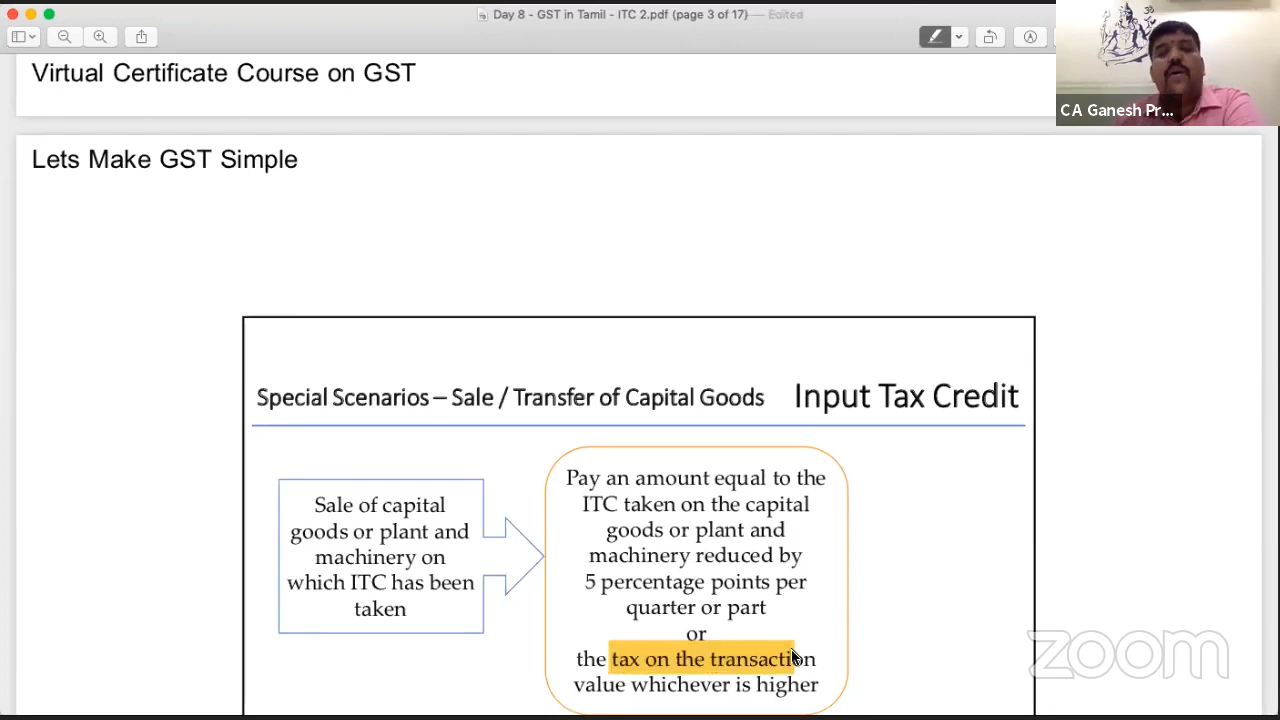 Day 8 - GST in Tamil - ITC 2.pdf (page 3 of 17) — Edited
Virtual Certificate Course on GST
CA Ganesh Pr...
Lets Make GST Simple
Special Scenarios – Sale / Transfer of Capital Goods
Input Tax Credit
Sale of capital
goods or plant and
machinery on
which ITC has been
taken
Pay an amount equal to the
ITC taken on the capital
goods or plant and
machinery reduced by
5 percentage points per
quarter or part
or
the tax on the transaction
value whichever is higher
zoom